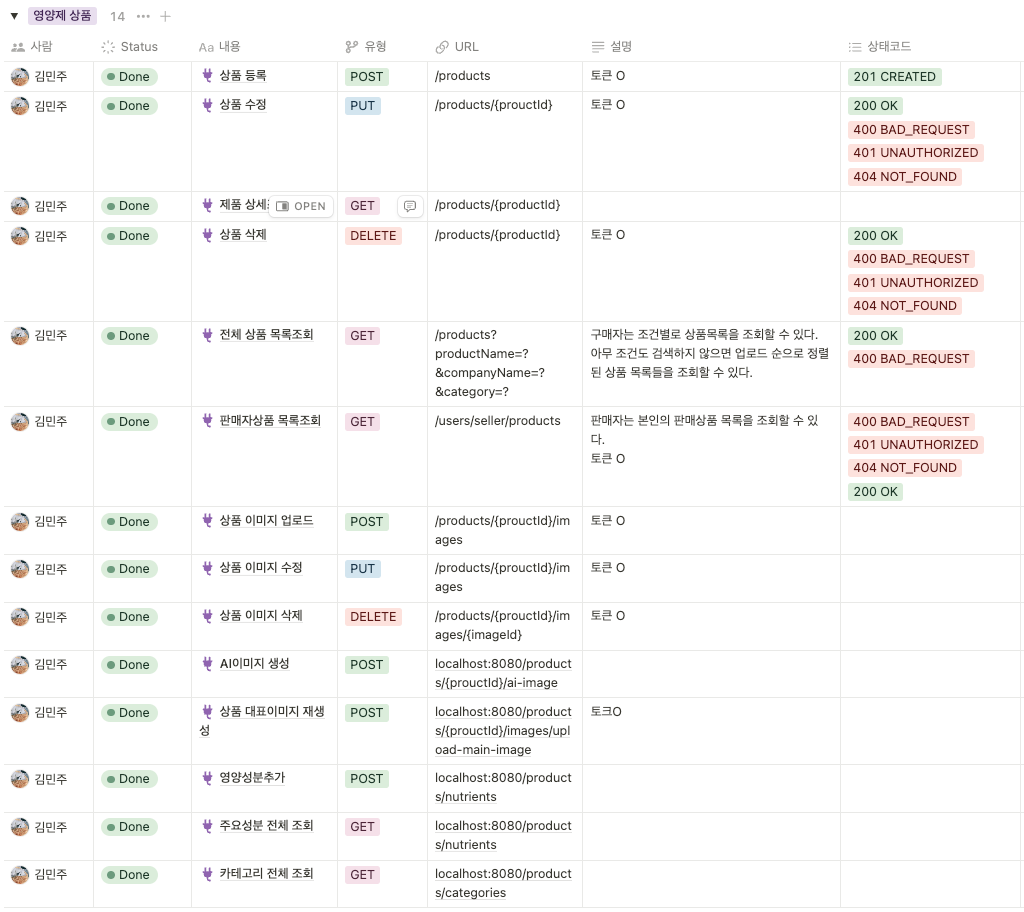 영양제 상품 14
사람 Status Aa 내용 유형 URL 설명 상태코드
김민주 Done 상품 등록 POST /products 토큰 O 201 CREATED
김민주 Done 상품 수정 PUT /products/{prouctId} 토큰 O 200 OK
400 BAD_REQUEST
401 UNAUTHORIZED
404 NOT_FOUND
김민주 Done 제품 상세 OPEN GET /products/{productId}
김민주 Done 상품 삭제 DELETE /products/{productId} 토큰 O 200 OK
400 BAD_REQUEST
401 UNAUTHORIZED
404 NOT_FOUND
김민주 Done 전체 상품 목록조회 GET /products? 구매자는 조건별로 상품목록을 조회할 수 있다. 200 OK
productName=? 아무 조건도 검색하지 않으면 업로드 순으로 정렬 400 BAD_REQUEST
&companyName=? 된 상품 목록들을 조회할 수 있다.
&category=?
김민주 Done 판매자상품 목록조회 GET /users/seller/products 판매자는 본인의 판매상품 목록을 조회할 수 있 400 BAD_REQUEST
다. 401 UNAUTHORIZED
토큰 O 404 NOT_FOUND
200 OK
김민주 Done 상품 이미지 업로드 POST /products/{prouctId}/im 토큰 O
ages
김민주 Done 상품 이미지 수정 PUT /products/{prouctId}/im 토큰 O
ages
김민주 Done 상품 이미지 삭제 DELETE /products/{prouctId}/im 토큰 O
ages/{imageId}
김민주 Done AI이미지 생성 POST localhost:8080/product
s/{prouctId}/ai-image
김민주 Done 상품 대표이미지 재생 POST localhost:8080/product 토크O
성 s/{prouctId}/images/upl
oad-main-image
김민주 Done 영양성분추가 POST localhost:8080/product
s/nutrients
김민주 Done 주요성분 전체 조회 GET localhost:8080/product
s/nutrients
김민주 Done 카테고리 전체 조회 GET localhost:8080/product
s/categories